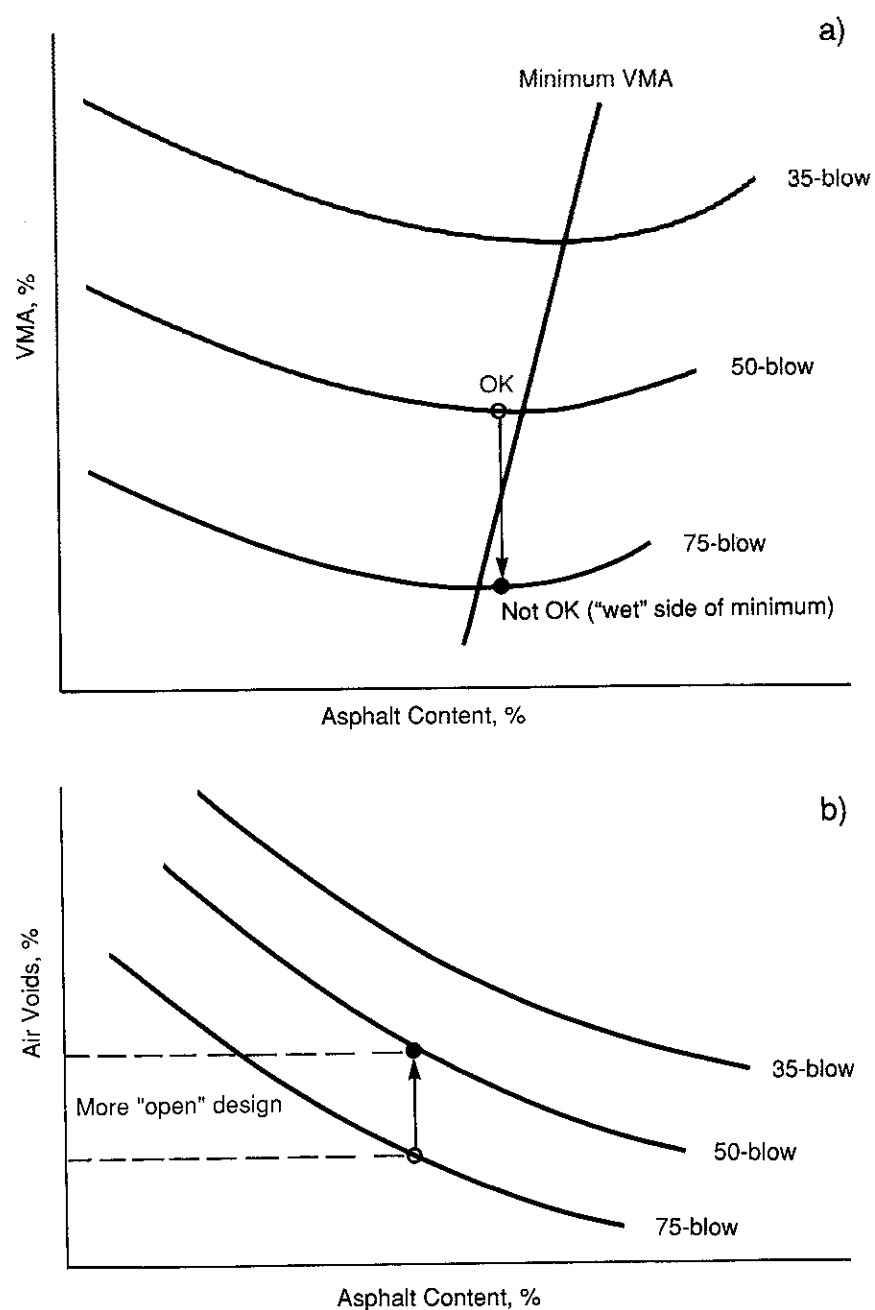 a)
Minimum VMA
35-blow
VMA, %
50-blow
OK
75-blow
Not OK ("wet" side of minimum)
Asphalt Content, %
b)
Air Voids, %
More "open" design
35-blow
50-blow
75-blow
Asphalt Content, %